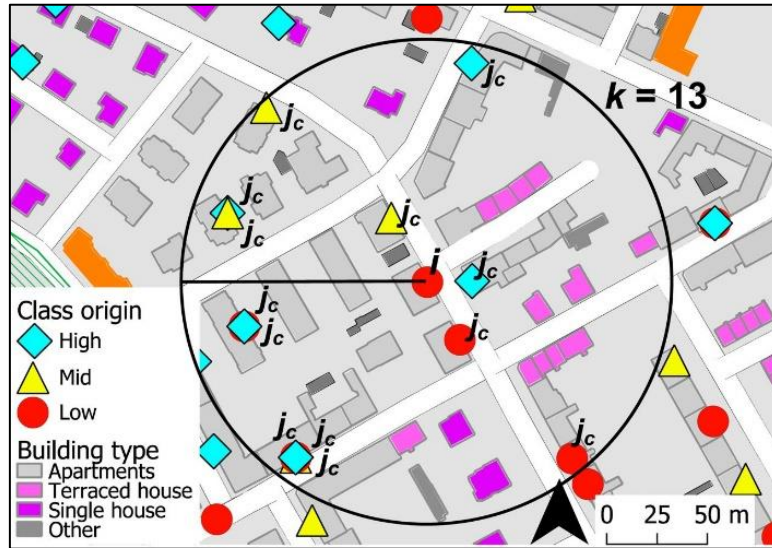 j_c
k = 13
j_c
j_c
j_c
j_c
i
j_c
j_c
j_c
j_c
j_c
j_c
j_c
j_c
Class origin
High
Mid
Low
Building type
Apartments
Terraced house
Single house
Other
0 25 50 m